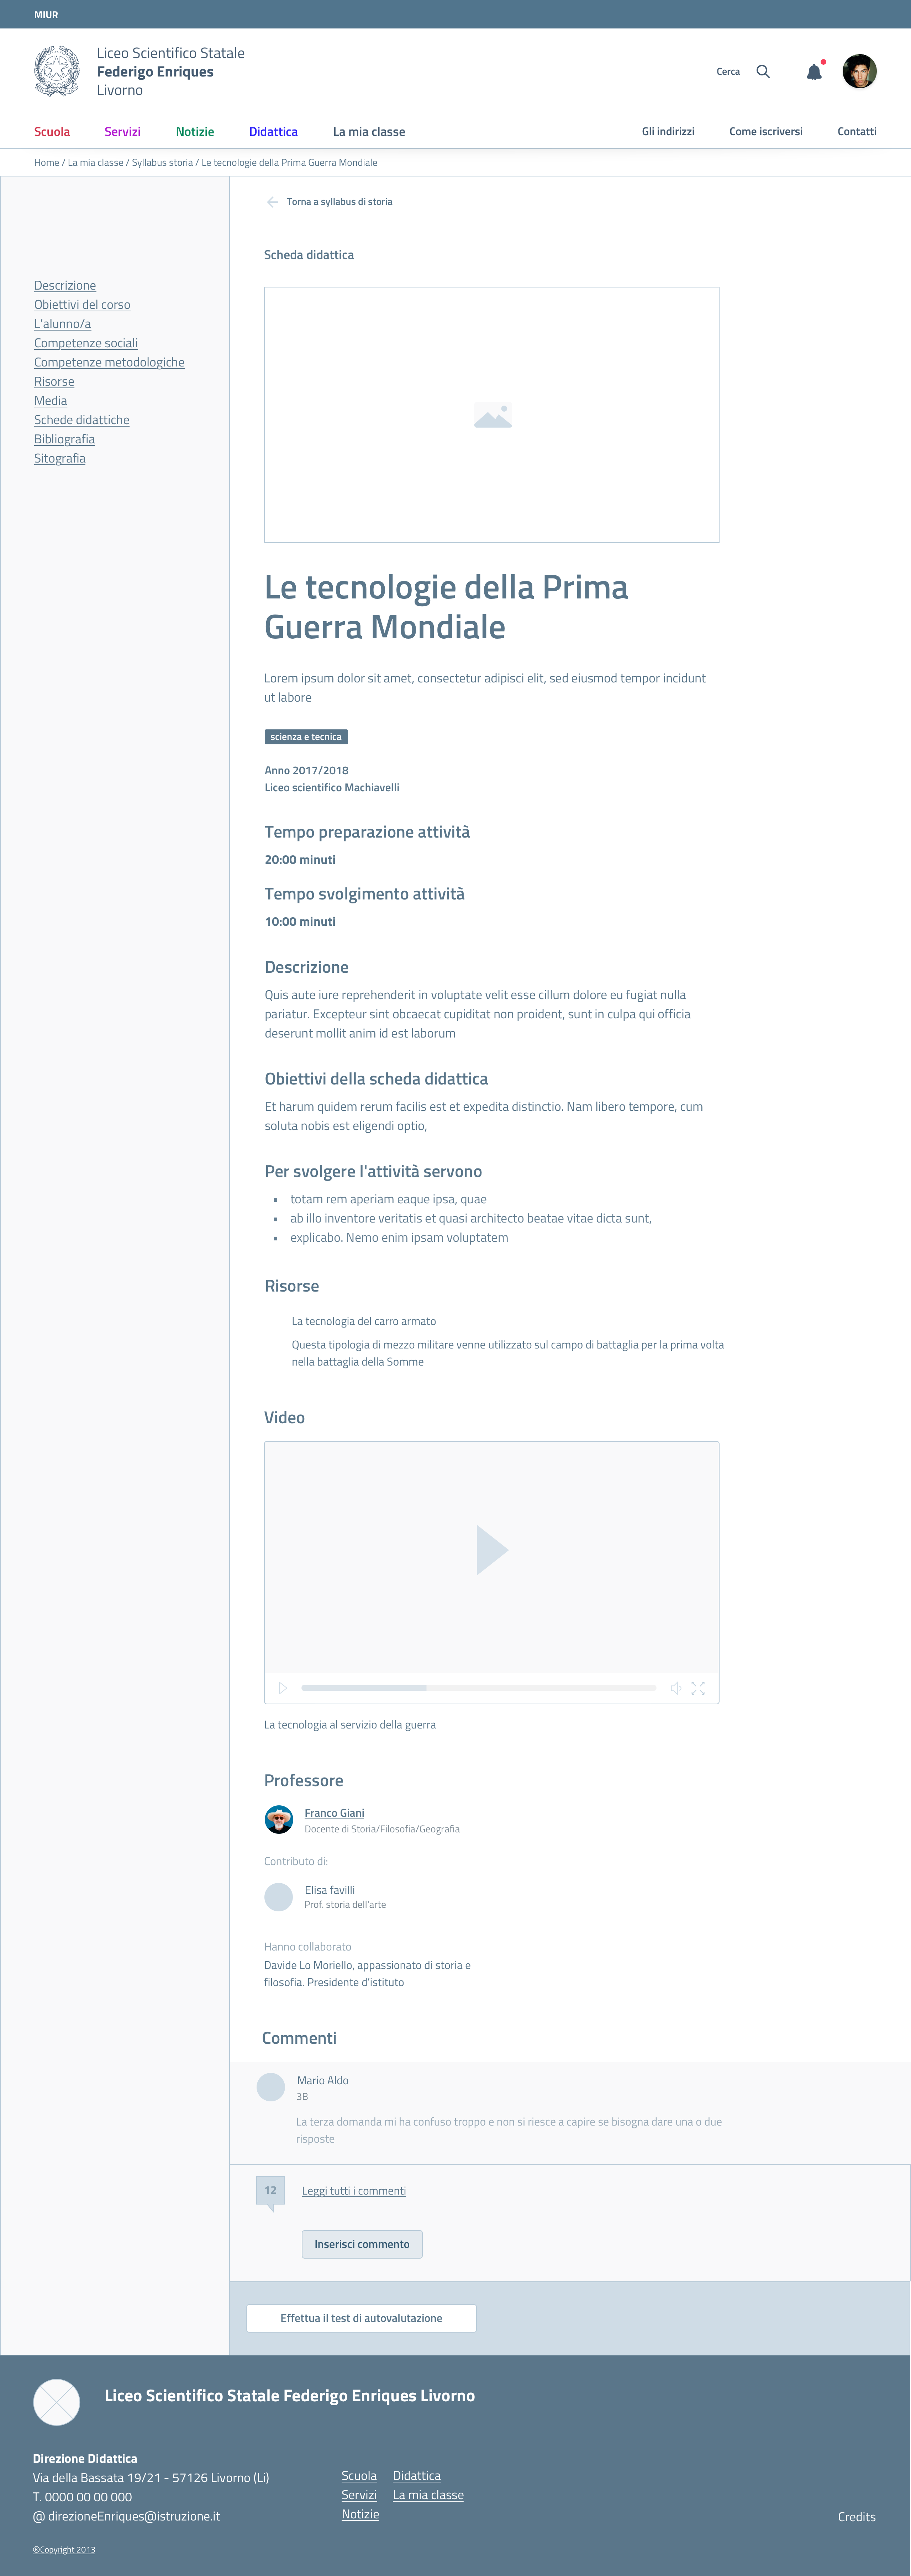 MIUR
Liceo Scientifico Statale
Federigo Enriques
Livorno
Cerca
Scuola Servizi Notizie Didattica La mia classe Gli indirizzi Come iscriversi Contatti
Home / La mia classe / Syllabus storia / Le tecnologie della Prima Guerra Mondiale
Torna a syllabus di storia
Descrizione
Obiettivi del corso
L'alunno/a
Competenze sociali
Competenze metodologiche
Risorse
Media
Schede didattiche
Bibliografia
Sitografia
Scheda didattica
Le tecnologie della Prima
Guerra Mondiale
Lorem ipsum dolor sit amet, consectetur adipisci elit, sed eiusmod tempor incidunt
ut labore
scienza e tecnica
Anno 2017/2018
Liceo scientifico Machiavelli
Tempo preparazione attività
20:00 minuti
Tempo svolgimento attività
10:00 minuti
Descrizione
Quis aute iure reprehenderit in voluptate velit esse cillum dolore eu fugiat nulla
pariatur. Excepteur sint obcaecat cupiditat non proident, sunt in culpa qui officia
deserunt mollit anim id est laborum
Obiettivi della scheda didattica
Et harum quidem rerum facilis est et expedita distinctio. Nam libero tempore, cum
soluta nobis est eligendi optio,
Per svolgere l'attività servono
▪ totam rem aperiam eaque ipsa, quae
▪ ab illo inventore veritatis et quasi architecto beatae vitae dicta sunt,
▪ explicabo. Nemo enim ipsam voluptatem
Risorse
La tecnologia del carro armato
Questa tipologia di mezzo militare venne utilizzato sul campo di battaglia per la prima volta
nella battaglia della Somme
Video
La tecnologia al servizio della guerra
Professore
Franco Giani
Docente di Storia/Filosofia/Geografia
Contributo di:
Elisa favilli
Prof. storia dell'arte
Hanno collaborato
Davide Lo Moriello, appassionato di storia e
filosofia. Presidente d'istituto
Commenti
Mario Aldo
3B
La terza domanda mi ha confuso troppo e non si riesce a capire se bisogna dare una o due
risposte
12 Leggi tutti i commenti
Inserisci commento
Effettua il test di autovalutazione
Liceo Scientifico Statale Federigo Enriques Livorno
Direzione Didattica
Via della Bassata 19/21 - 57126 Livorno (Li)
T. 0000 00 00 000
@ direzioneEnriques@istruzione.it
Scuola Didattica
Servizi La mia classe
Notizie
Credits
®Copyright 2013